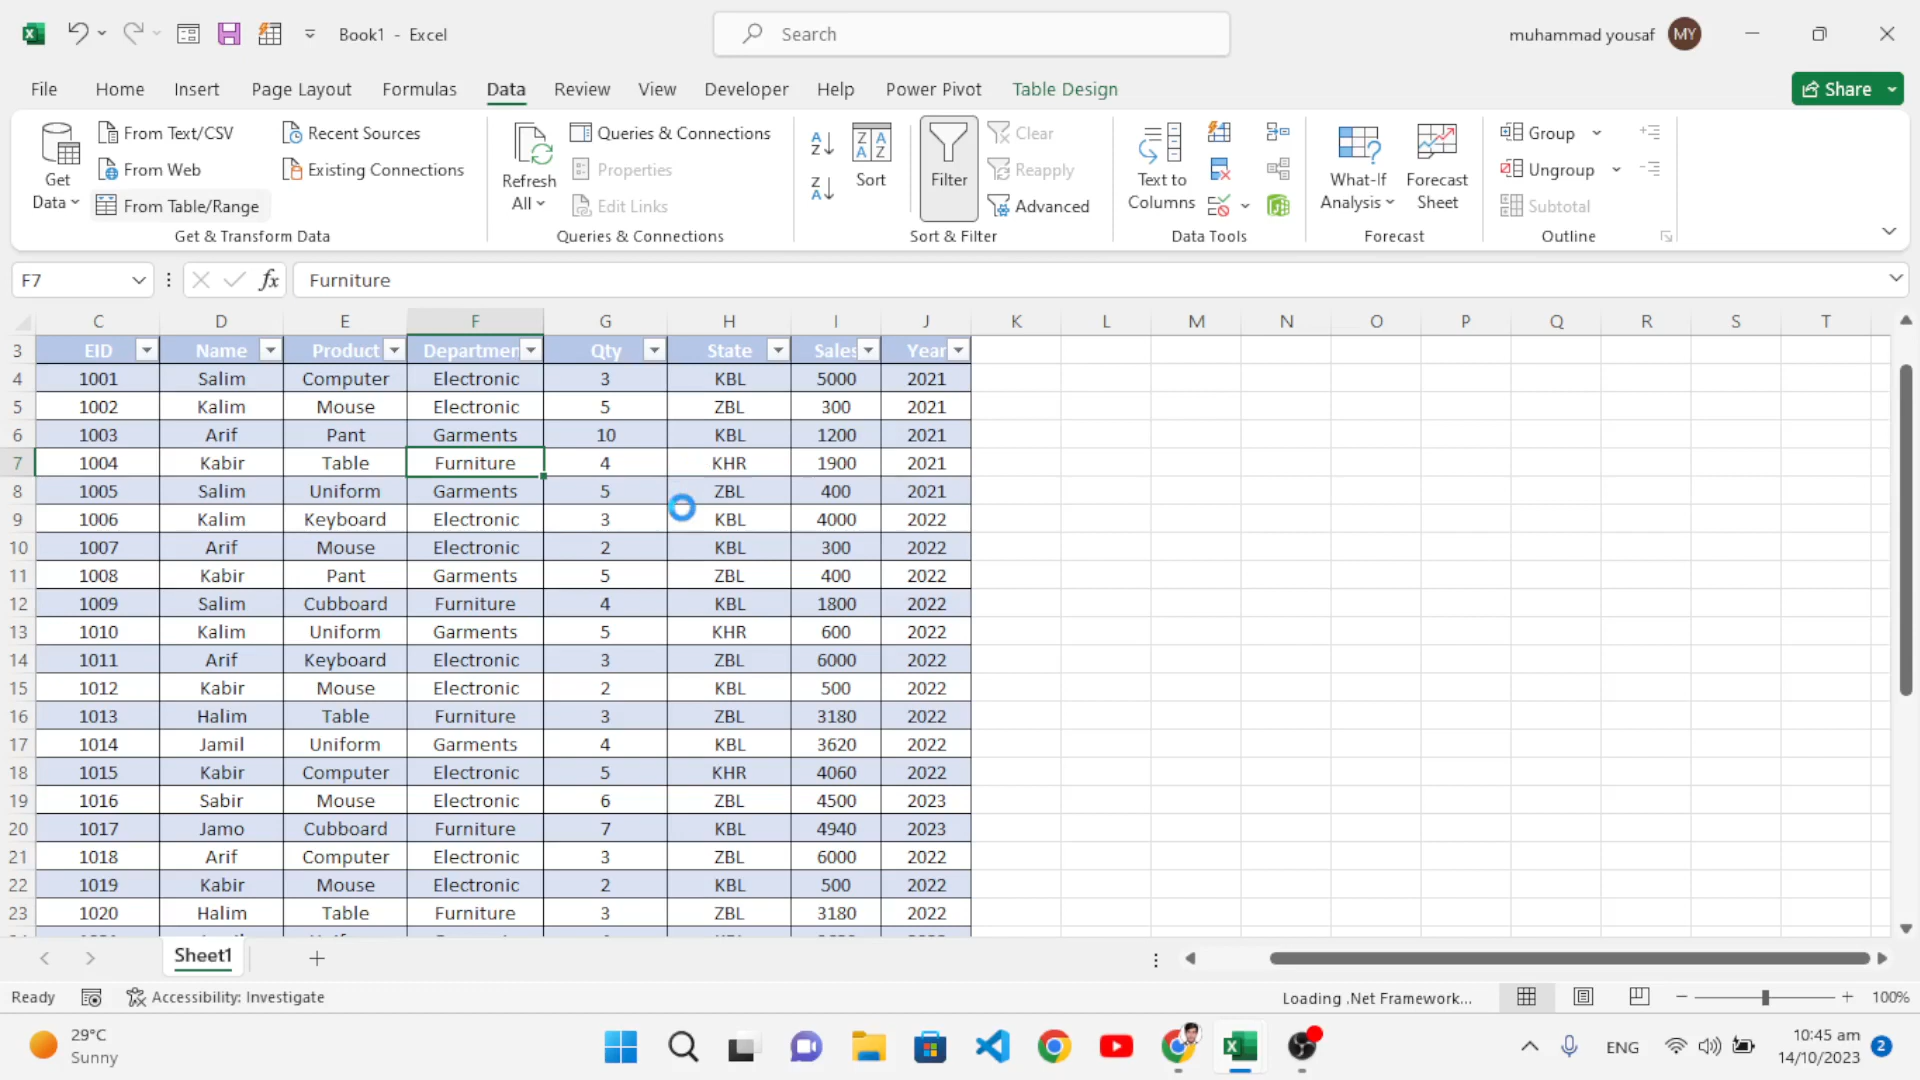 Book1 - Excel
Search
muhammad yousaf MY
File Home Insert Page Layout Formulas Data Review View Developer Help Power Pivot Table Design Share
Get Data
From Text/CSV
From Web
From Table/Range
Recent Sources
Existing Connections
Get & Transform Data
Refresh All
Queries & Connections
Properties
Edit Links
Queries & Connections
Sort
Filter
Clear
Reapply
Advanced
Sort & Filter
Text to Columns
Data Tools
What-If Analysis
Forecast Sheet
Forecast
Group
Ungroup
Subtotal
Outline
F7 fx Furniture
C D E F G H I J K L M N O P Q R S T
3 EID Name Product Departmen Qty State Sales Year
4 1001 Salim Computer Electronic 3 KBL 5000 2021
5 1002 Kalim Mouse Electronic 5 ZBL 300 2021
6 1003 Arif Pant Garments 10 KBL 1200 2021
7 1004 Kabir Table Furniture 4 KHR 1900 2021
8 1005 Salim Uniform Garments 5 ZBL 400 2021
9 1006 Kalim Keyboard Electronic 3 KBL 4000 2022
10 1007 Arif Mouse Electronic 2 KBL 300 2022
11 1008 Kabir Pant Garments 5 ZBL 400 2022
12 1009 Salim Cubboard Furniture 4 KBL 1800 2022
13 1010 Kalim Uniform Garments 5 KHR 600 2022
14 1011 Arif Keyboard Electronic 3 ZBL 6000 2022
15 1012 Kabir Mouse Electronic 2 KBL 500 2022
16 1013 Halim Table Furniture 3 ZBL 3180 2022
17 1014 Jamil Uniform Garments 4 KBL 3620 2022
18 1015 Kabir Computer Electronic 5 KHR 4060 2022
19 1016 Sabir Mouse Electronic 6 ZBL 4500 2023
20 1017 Jamo Cubboard Furniture 7 KBL 4940 2023
21 1018 Arif Computer Electronic 3 ZBL 6000 2022
22 1019 Kabir Mouse Electronic 2 KBL 500 2022
23 1020 Halim Table Furniture 3 ZBL 3180 2022
Sheet1
Ready Accessibility: Investigate Loading .Net Framework... 100%
29°C
Sunny
ENG
10:45 am
14/10/2023
2